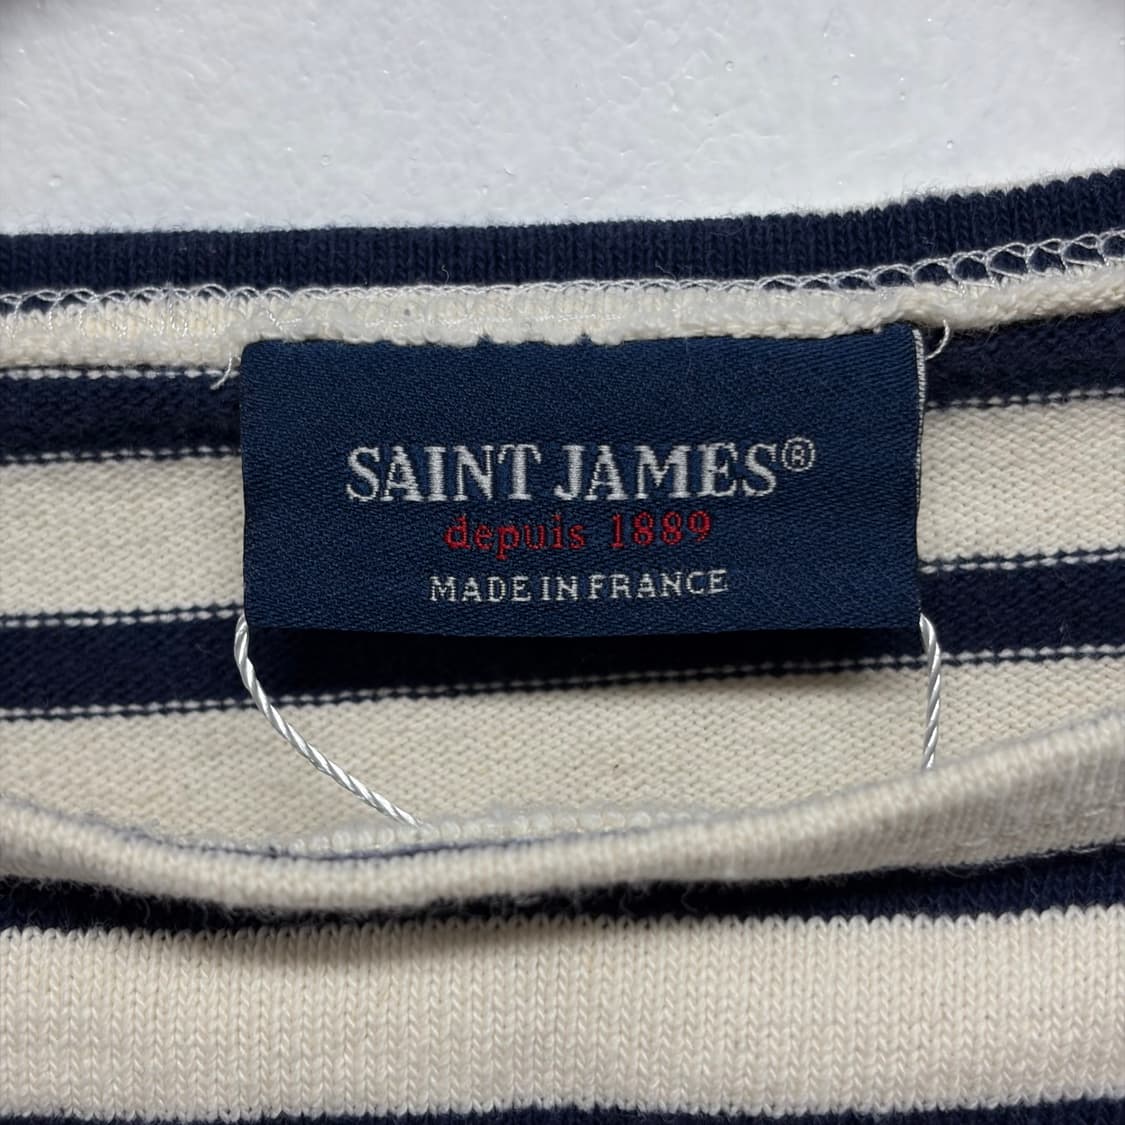 SAINT JAMES®
depuis 1889
MADE IN FRANCE